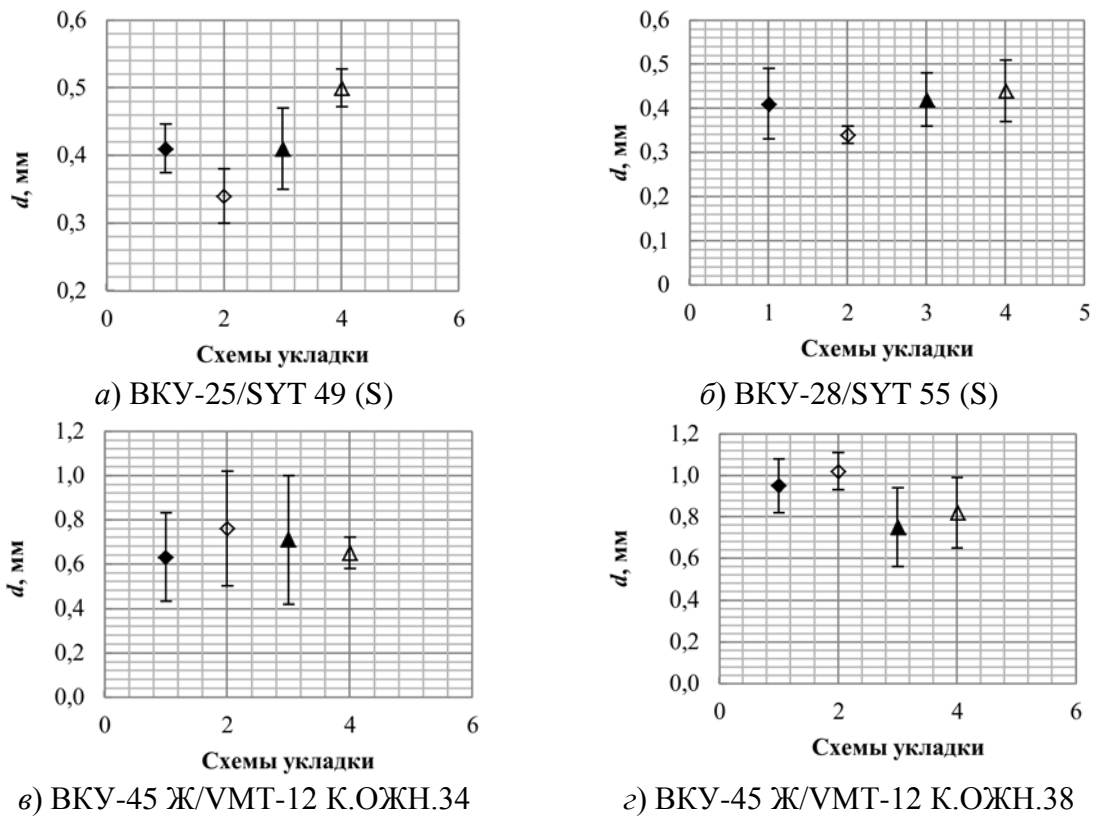 0,6
0,5
0,4
0,3
0,2
d, мм
0 2 4 6
Схемы укладки
а) ВКУ-25/SYT 49 (S)
0,6
0,5
0,4
0,3
0,2
0,1
0
d, мм
0 1 2 3 4 5
Схемы укладки
б) ВКУ-28/SYT 55 (S)
1,2
1,0
0,8
0,6
0,4
0,2
0,0
d, мм
0 2 4 6
Схемы укладки
в) ВКУ-45 Ж/VMT-12 К.ОЖН.34
1,2
1,0
0,8
0,6
0,4
0,2
0,0
d, мм
0 2 4 6
Схемы укладки
г) ВКУ-45 Ж/VMT-12 К.ОЖН.38